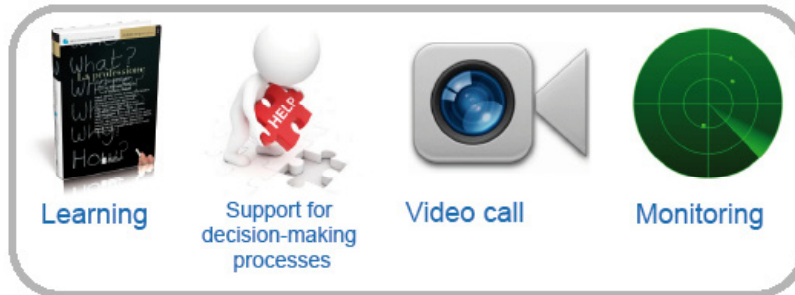 What?
La professione
Why?
How?
HELP
Learning
Support for
decision-making
processes
Video call
Monitoring